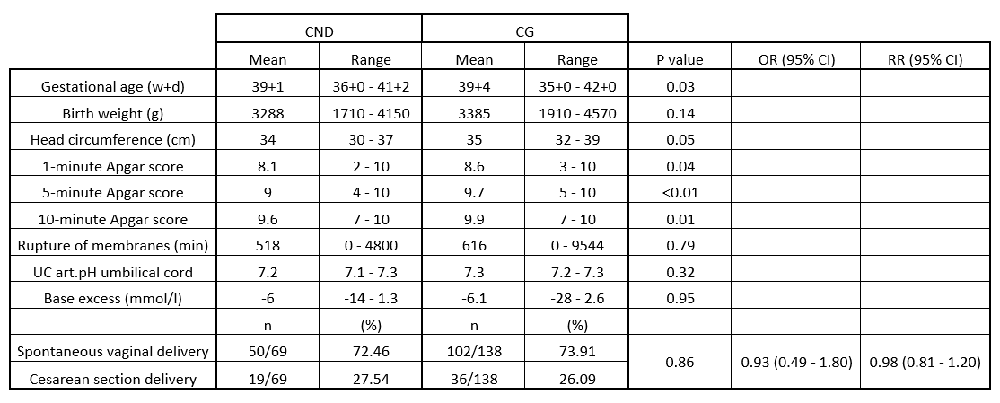 CND CG
Mean Range Mean Range P value OR (95% CI) RR (95% CI)
Gestational age (w+d) 39+1 36+0 - 41+2 39+4 35+0 - 42+0 0.03
Birth weight (g) 3288 1710 - 4150 3385 1910 - 4570 0.14
Head circumference (cm) 34 30 - 37 35 32 - 39 0.05
1-minute Apgar score 8.1 2 - 10 8.6 3 - 10 0.04
5-minute Apgar score 9 4 - 10 9.7 5 - 10 <0.01
10-minute Apgar score 9.6 7 - 10 9.9 7 - 10 0.01
Rupture of membranes (min) 518 0 - 4800 616 0 - 9544 0.79
UC art.pH umbilical cord 7.2 7.1 - 7.3 7.3 7.2 - 7.3 0.32
Base excess (mmol/l) -6 -14 - 1.3 -6.1 -28 - 2.6 0.95
n (%) n (%)
Spontaneous vaginal delivery 50/69 72.46 102/138 73.91
0.86 0.93 (0.49 - 1.80) 0.98 (0.81 - 1.20)
Cesarean section delivery 19/69 27.54 36/138 26.09